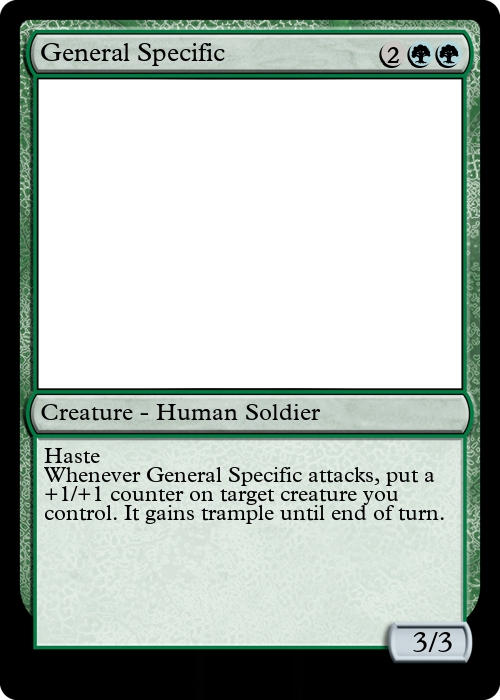 General Specific 2
Creature - Human Soldier
Haste
Whenever General Specific attacks, put a
+1/+1 counter on target creature you
control. It gains trample until end of turn.
3/3